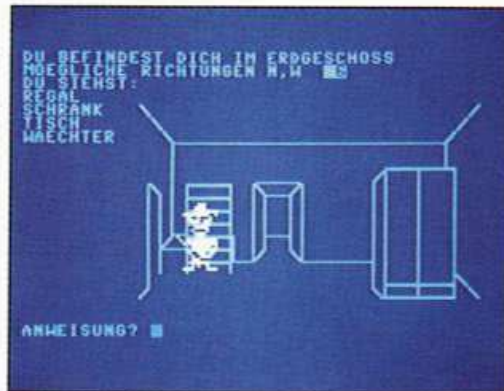 DU BEFINDEST DICH IM ERDGESCHOSS
MOEGLICHE RICHTUNGEN N,W
DU SIEHST:
REGAL
SCHRANK
TISCH
WAECHTER
ANWEISUNG?